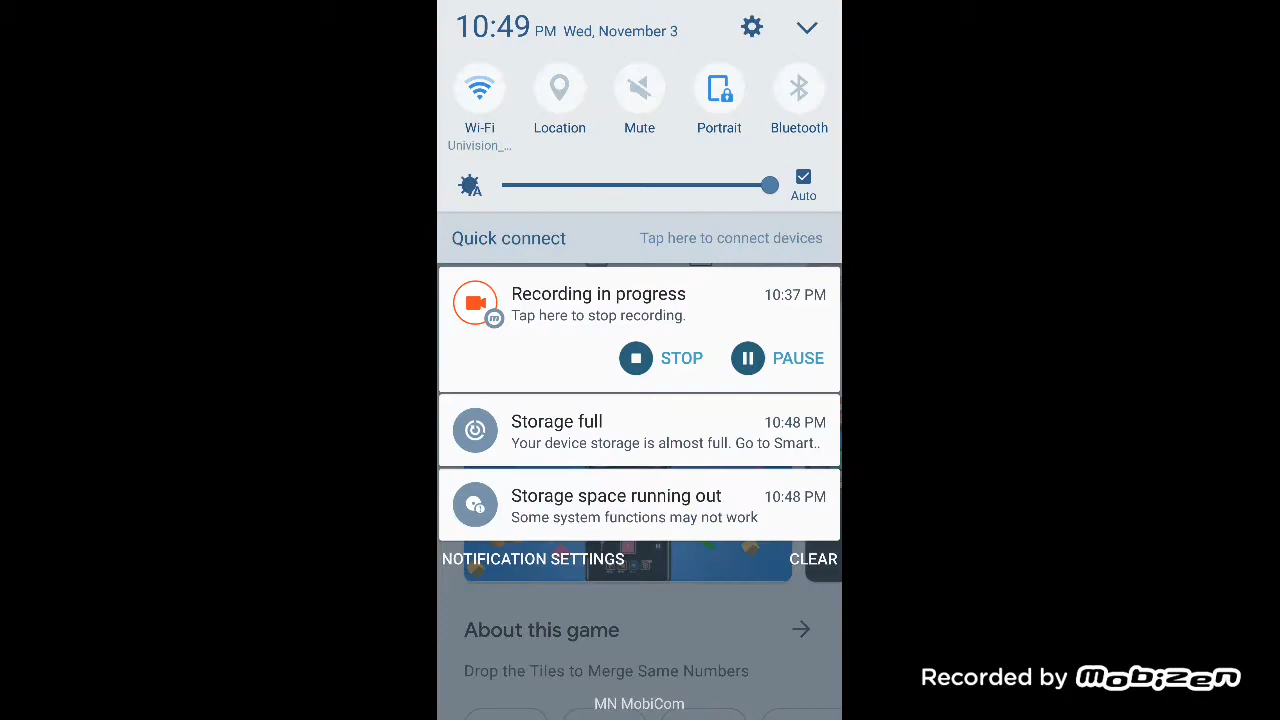 10:49 PM Wed, November 3
Wi-Fi Location Mute Portrait Bluetooth
Univision_...
A Auto
Quick connect Tap here to connect devices
Recording in progress 10:37 PM
Tap here to stop recording.
m
STOP PAUSE
Storage full 10:48 PM
Your device storage is almost full. Go to Smart..
Storage space running out 10:48 PM
Some system functions may not work
NOTIFICATION SETTINGS CLEAR
About this game
Drop the Tiles to Merge Same Numbers
MN MobiCom
Recorded by mobizen